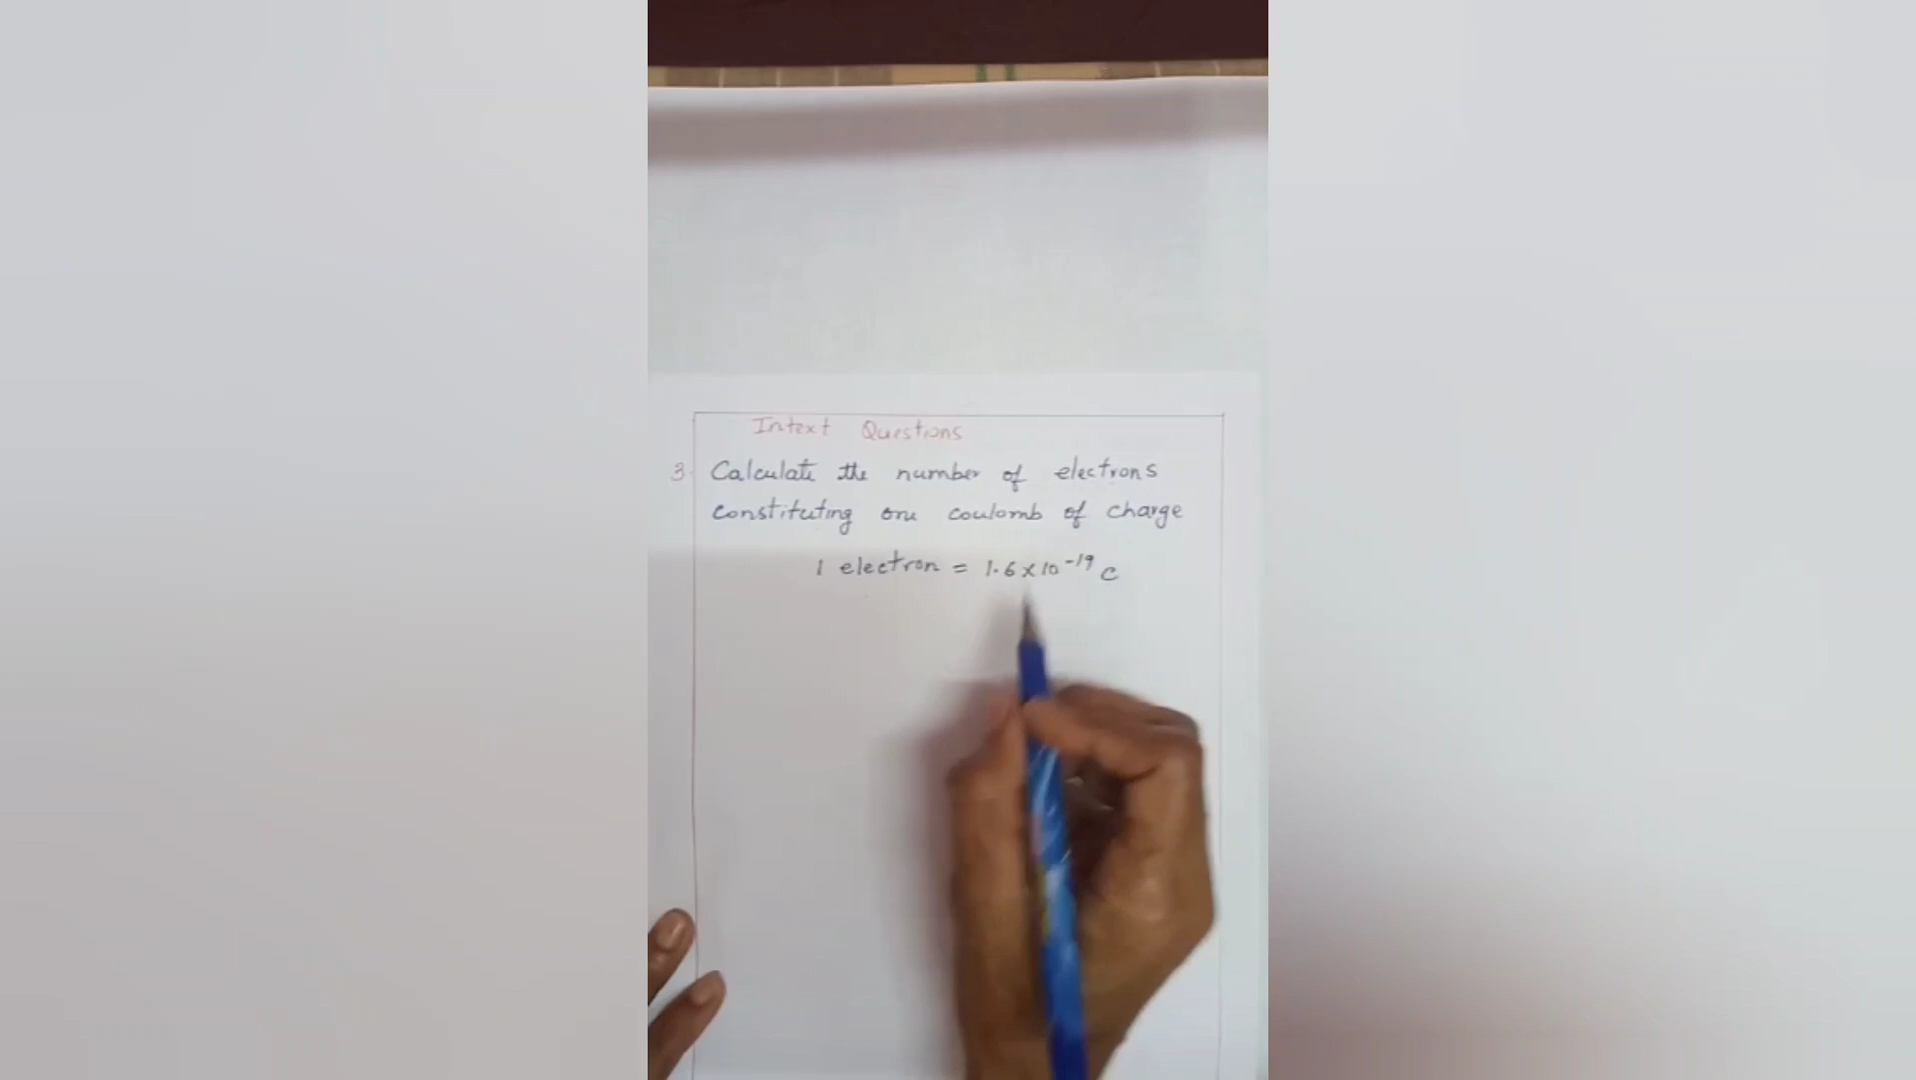 Intext Questions
3. Calculate the number of electrons
constituting one coulomb of charge
1 electron = 1.6 × 10⁻¹⁹ C